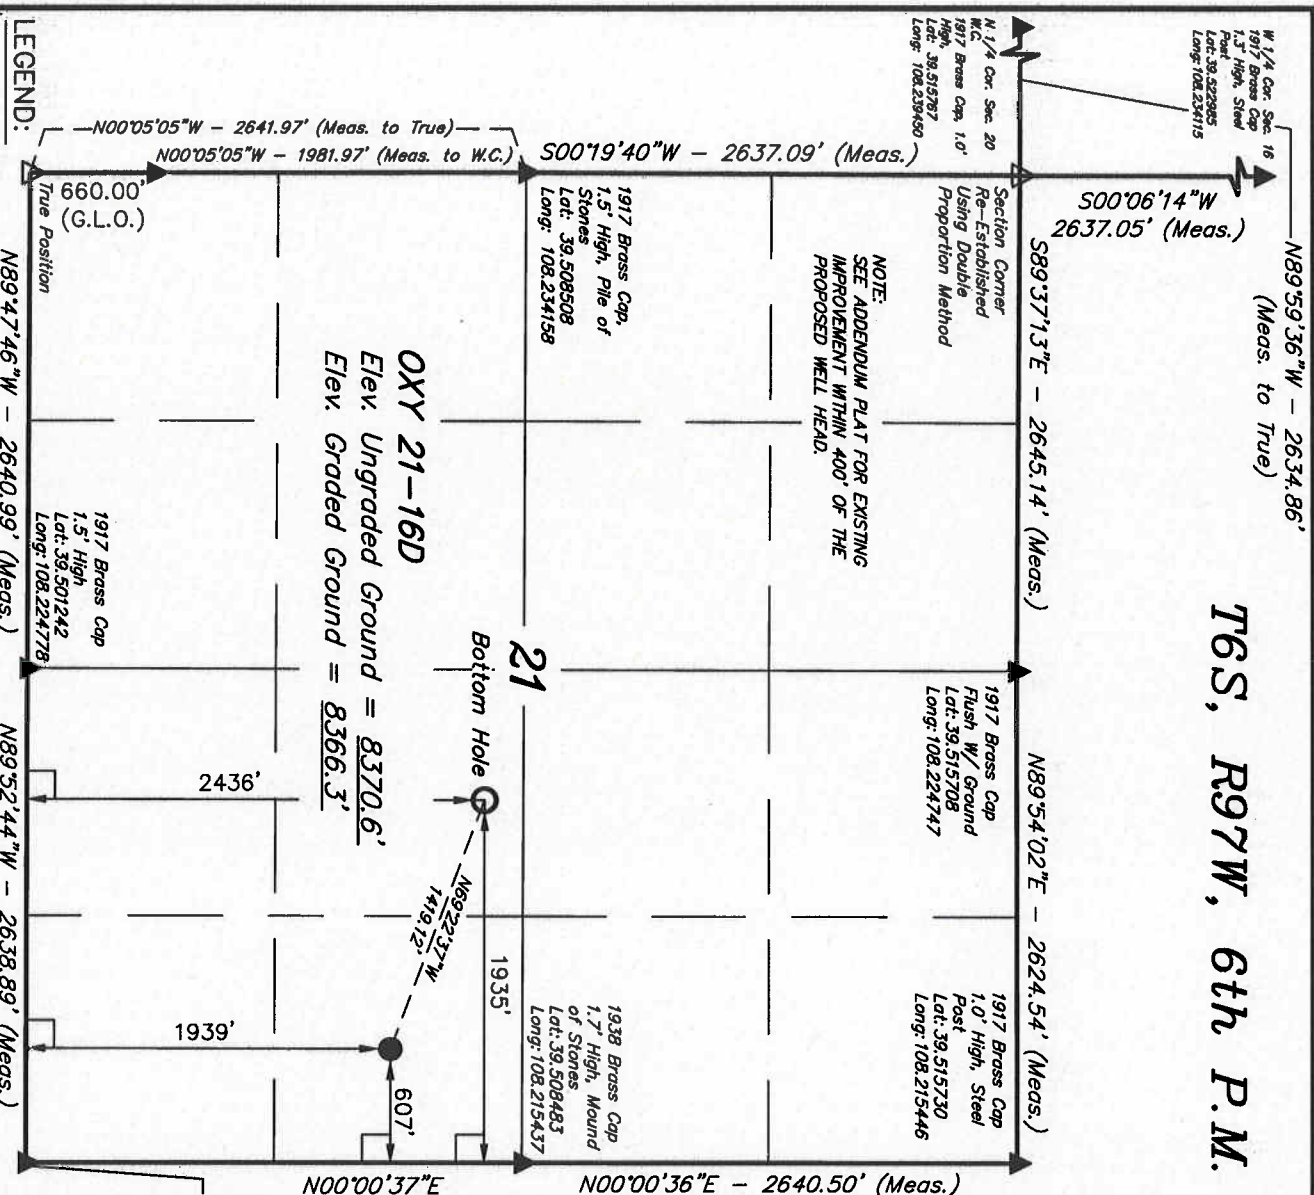 T6S, R97W, 6th P.M.
N89°59'36"W - 2634.86'
(Meas. to True)
W 1/4 Cor. Sec. 16
1917 Brass Cap
1.3' High, Steel
Post
Lat: 39.522985
Long: 108.234115
S00°06'14"W
2637.05' (Meas.)
S89°37'13"E - 2645.14' (Meas.)
N89°54'02"E - 2624.54' (Meas.)
N 1/4 Cor. Sec. 20
W.C.
1917 Brass Cap, 1.0'
High,
Lat: 39.515767
Long: 108.239450
Section Corner
Re-Established
Using Double
Proportion Method
1917 Brass Cap
Flush W/ Ground
Lat: 39.515708
Long: 108.224747
1917 Brass Cap
1.0' High, Steel
Post
Lat: 39.515730
Long: 108.215446
NOTE:
SEE ADDENDUM PLAT FOR EXISTING
IMPROVEMENT WITHIN 400' OF THE
PROPOSED WELL HEAD.
S00°19'40"W - 2637.09' (Meas.)
N00°00'36"E - 2640.50' (Meas.)
1917 Brass Cap,
1.5' High, Pile of
Stones
Lat: 39.508508
Long: 108.234158
1938 Brass Cap
1.7' High, Mound
of Stones
Lat: 39.508483
Long: 108.215437
21
Bottom Hole
1935'
N69°22'37"W
1419.12'
607'
OXY 21-16D
Elev. Ungraded Ground = 8370.6'
Elev. Graded Ground = 8366.3'
2436'
1939'
N00°05'05"W - 2641.97' (Meas. to True)
N00°05'05"W - 1981.97' (Meas. to W.C.)
N00°00'37"E
660.00'
(G.L.O.)
True Position
1917 Brass Cap
1.5' High
Lat: 39.501242
Long: 108.224778
N89°47'46"W - 2640.99' (Meas.)
N89°52'44"W - 2638.89' (Meas.)
LEGEND: